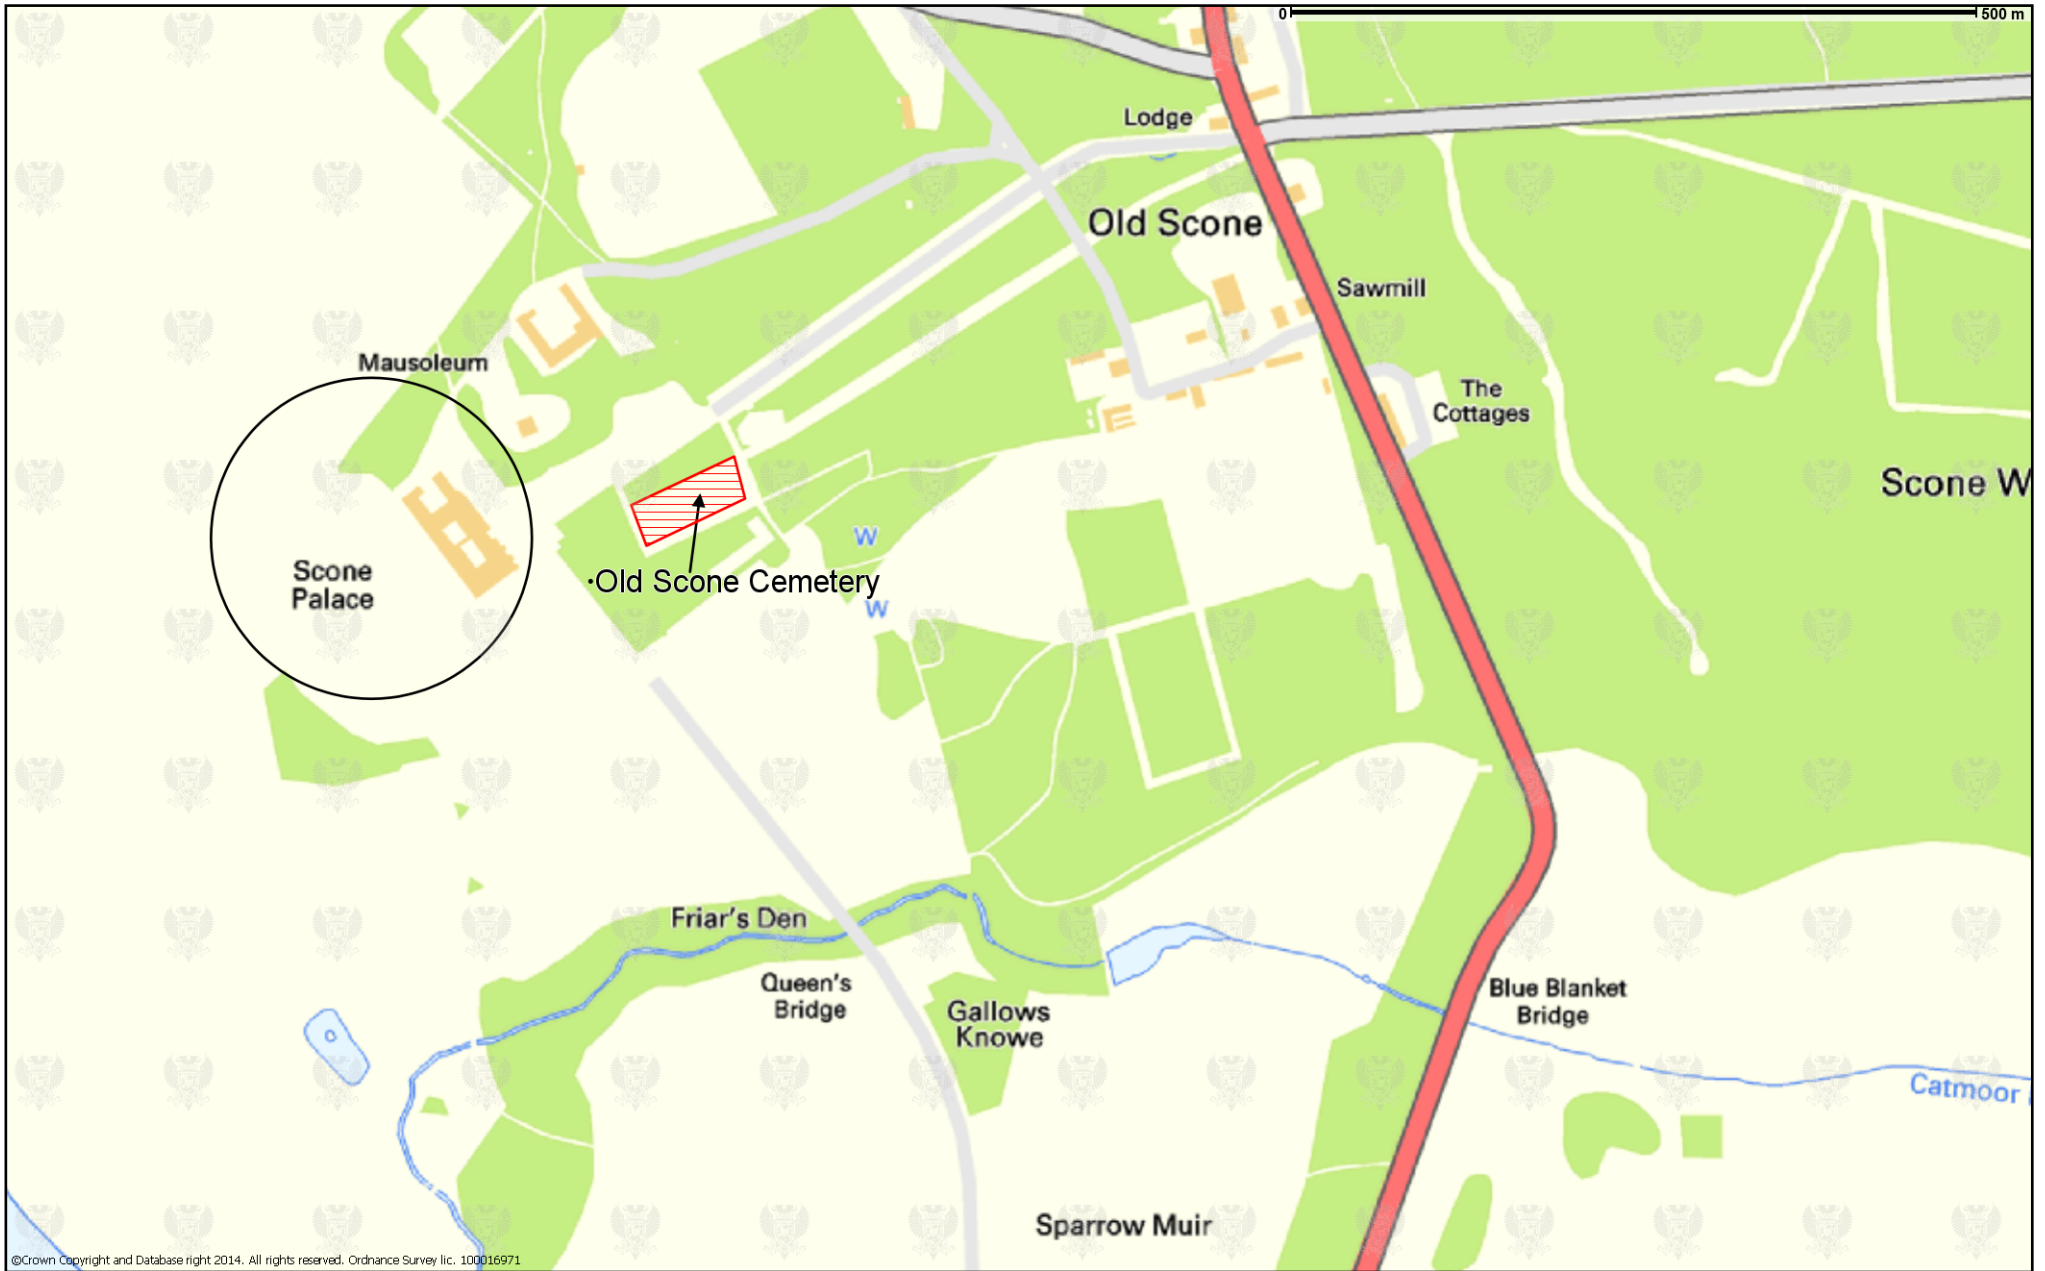 0 500 m
Lodge
Old Scone
Sawmill
Mausoleum
The
Cottages
Scone W
W
Scone
Palace
·Old Scone Cemetery
W
Friar's Den
Queen's
Bridge
Gallows
Knowe
Blue Blanket
Bridge
Catmoor
Sparrow Muir
©Crown Copyright and Database right 2014. All rights reserved. Ordnance Survey lic. 100016971